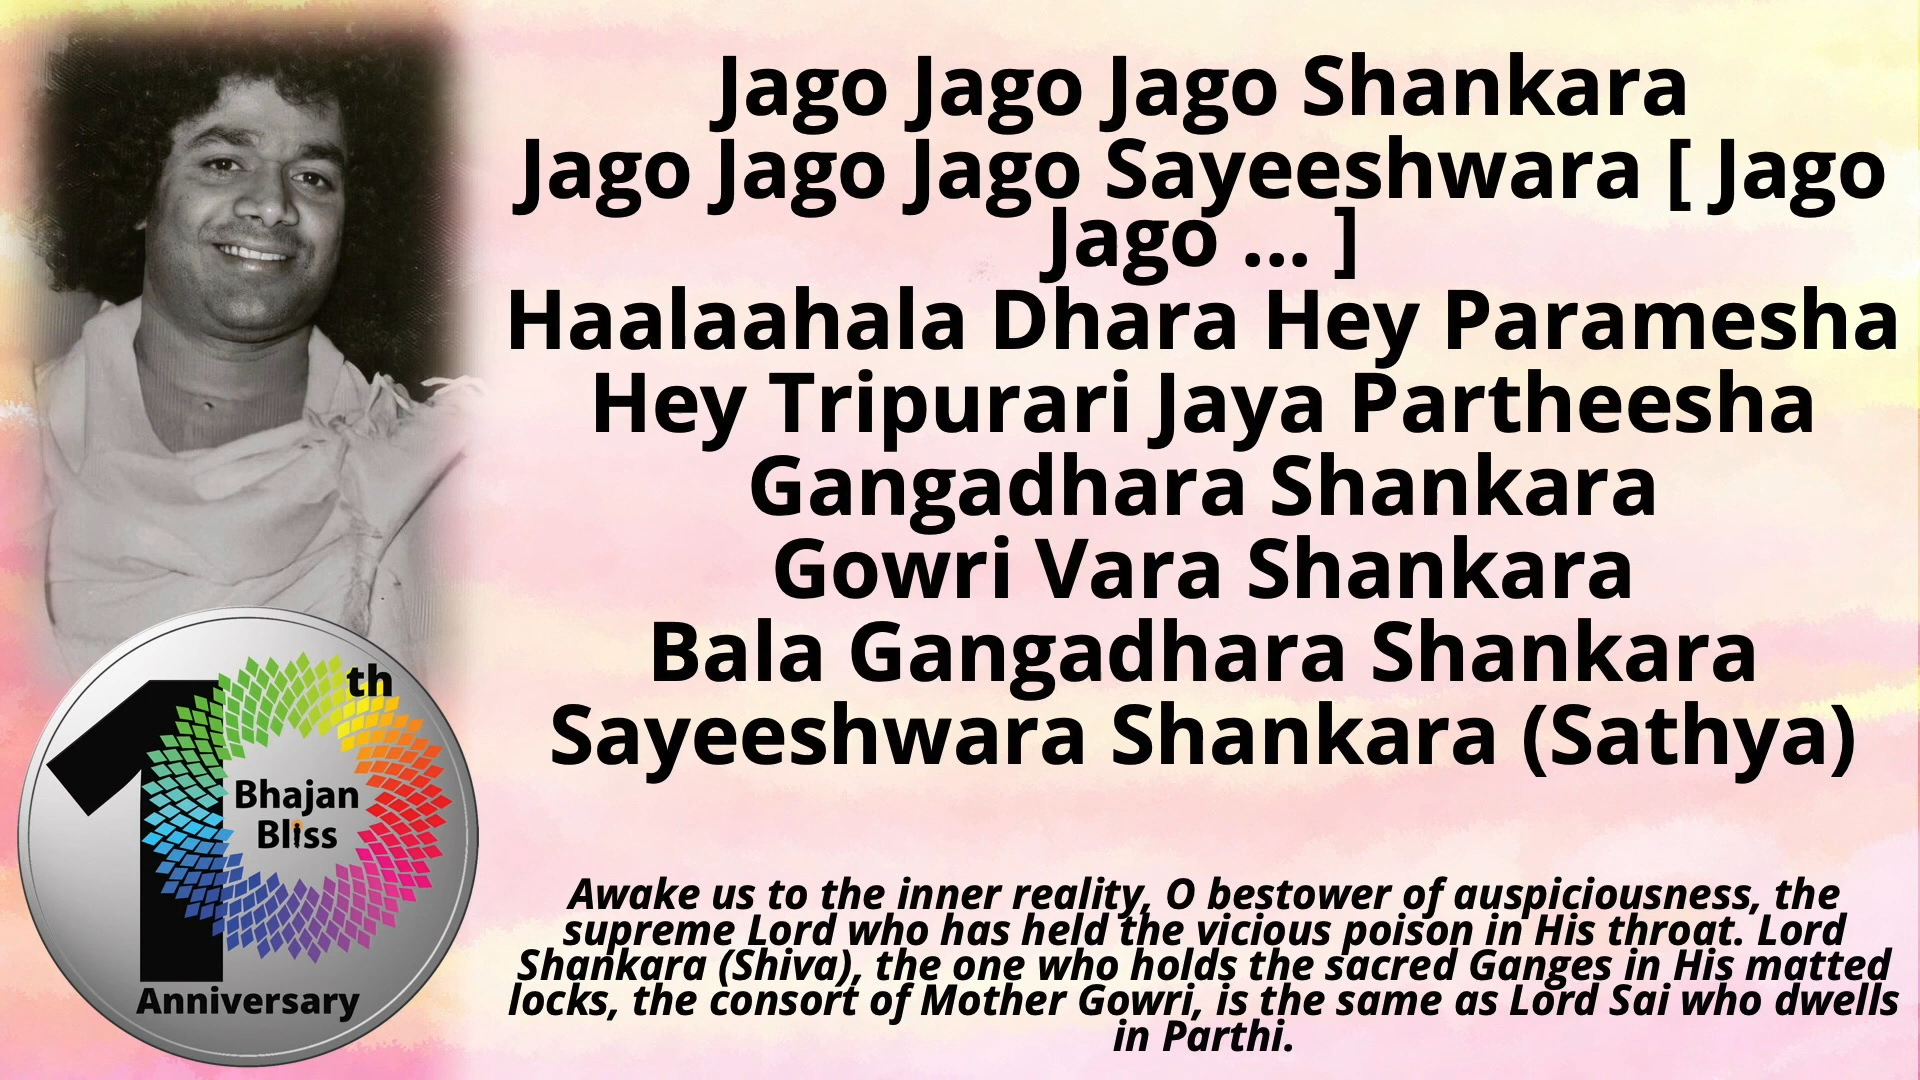 Jago Jago Jago Shankara
Jago Jago Jago Sayeeshwara [ Jago
Jago ... ]
Haalaahala Dhara Hey Paramesha
Hey Tripurari Jaya Partheesha
Gangadhara Shankara
Gowri Vara Shankara
Bala Gangadhara Shankara
Sayeeshwara Shankara (Sathya)
Awake us to the inner reality, O bestower of auspiciousness, the
supreme Lord who has held the vicious poison in His throat. Lord
Shankara (Shiva), the one who holds the sacred Ganges in His matted
locks, the consort of Mother Gowri, is the same as Lord Sai who dwells
in Parthi.
10th
Bhajan
Bliss
Anniversary